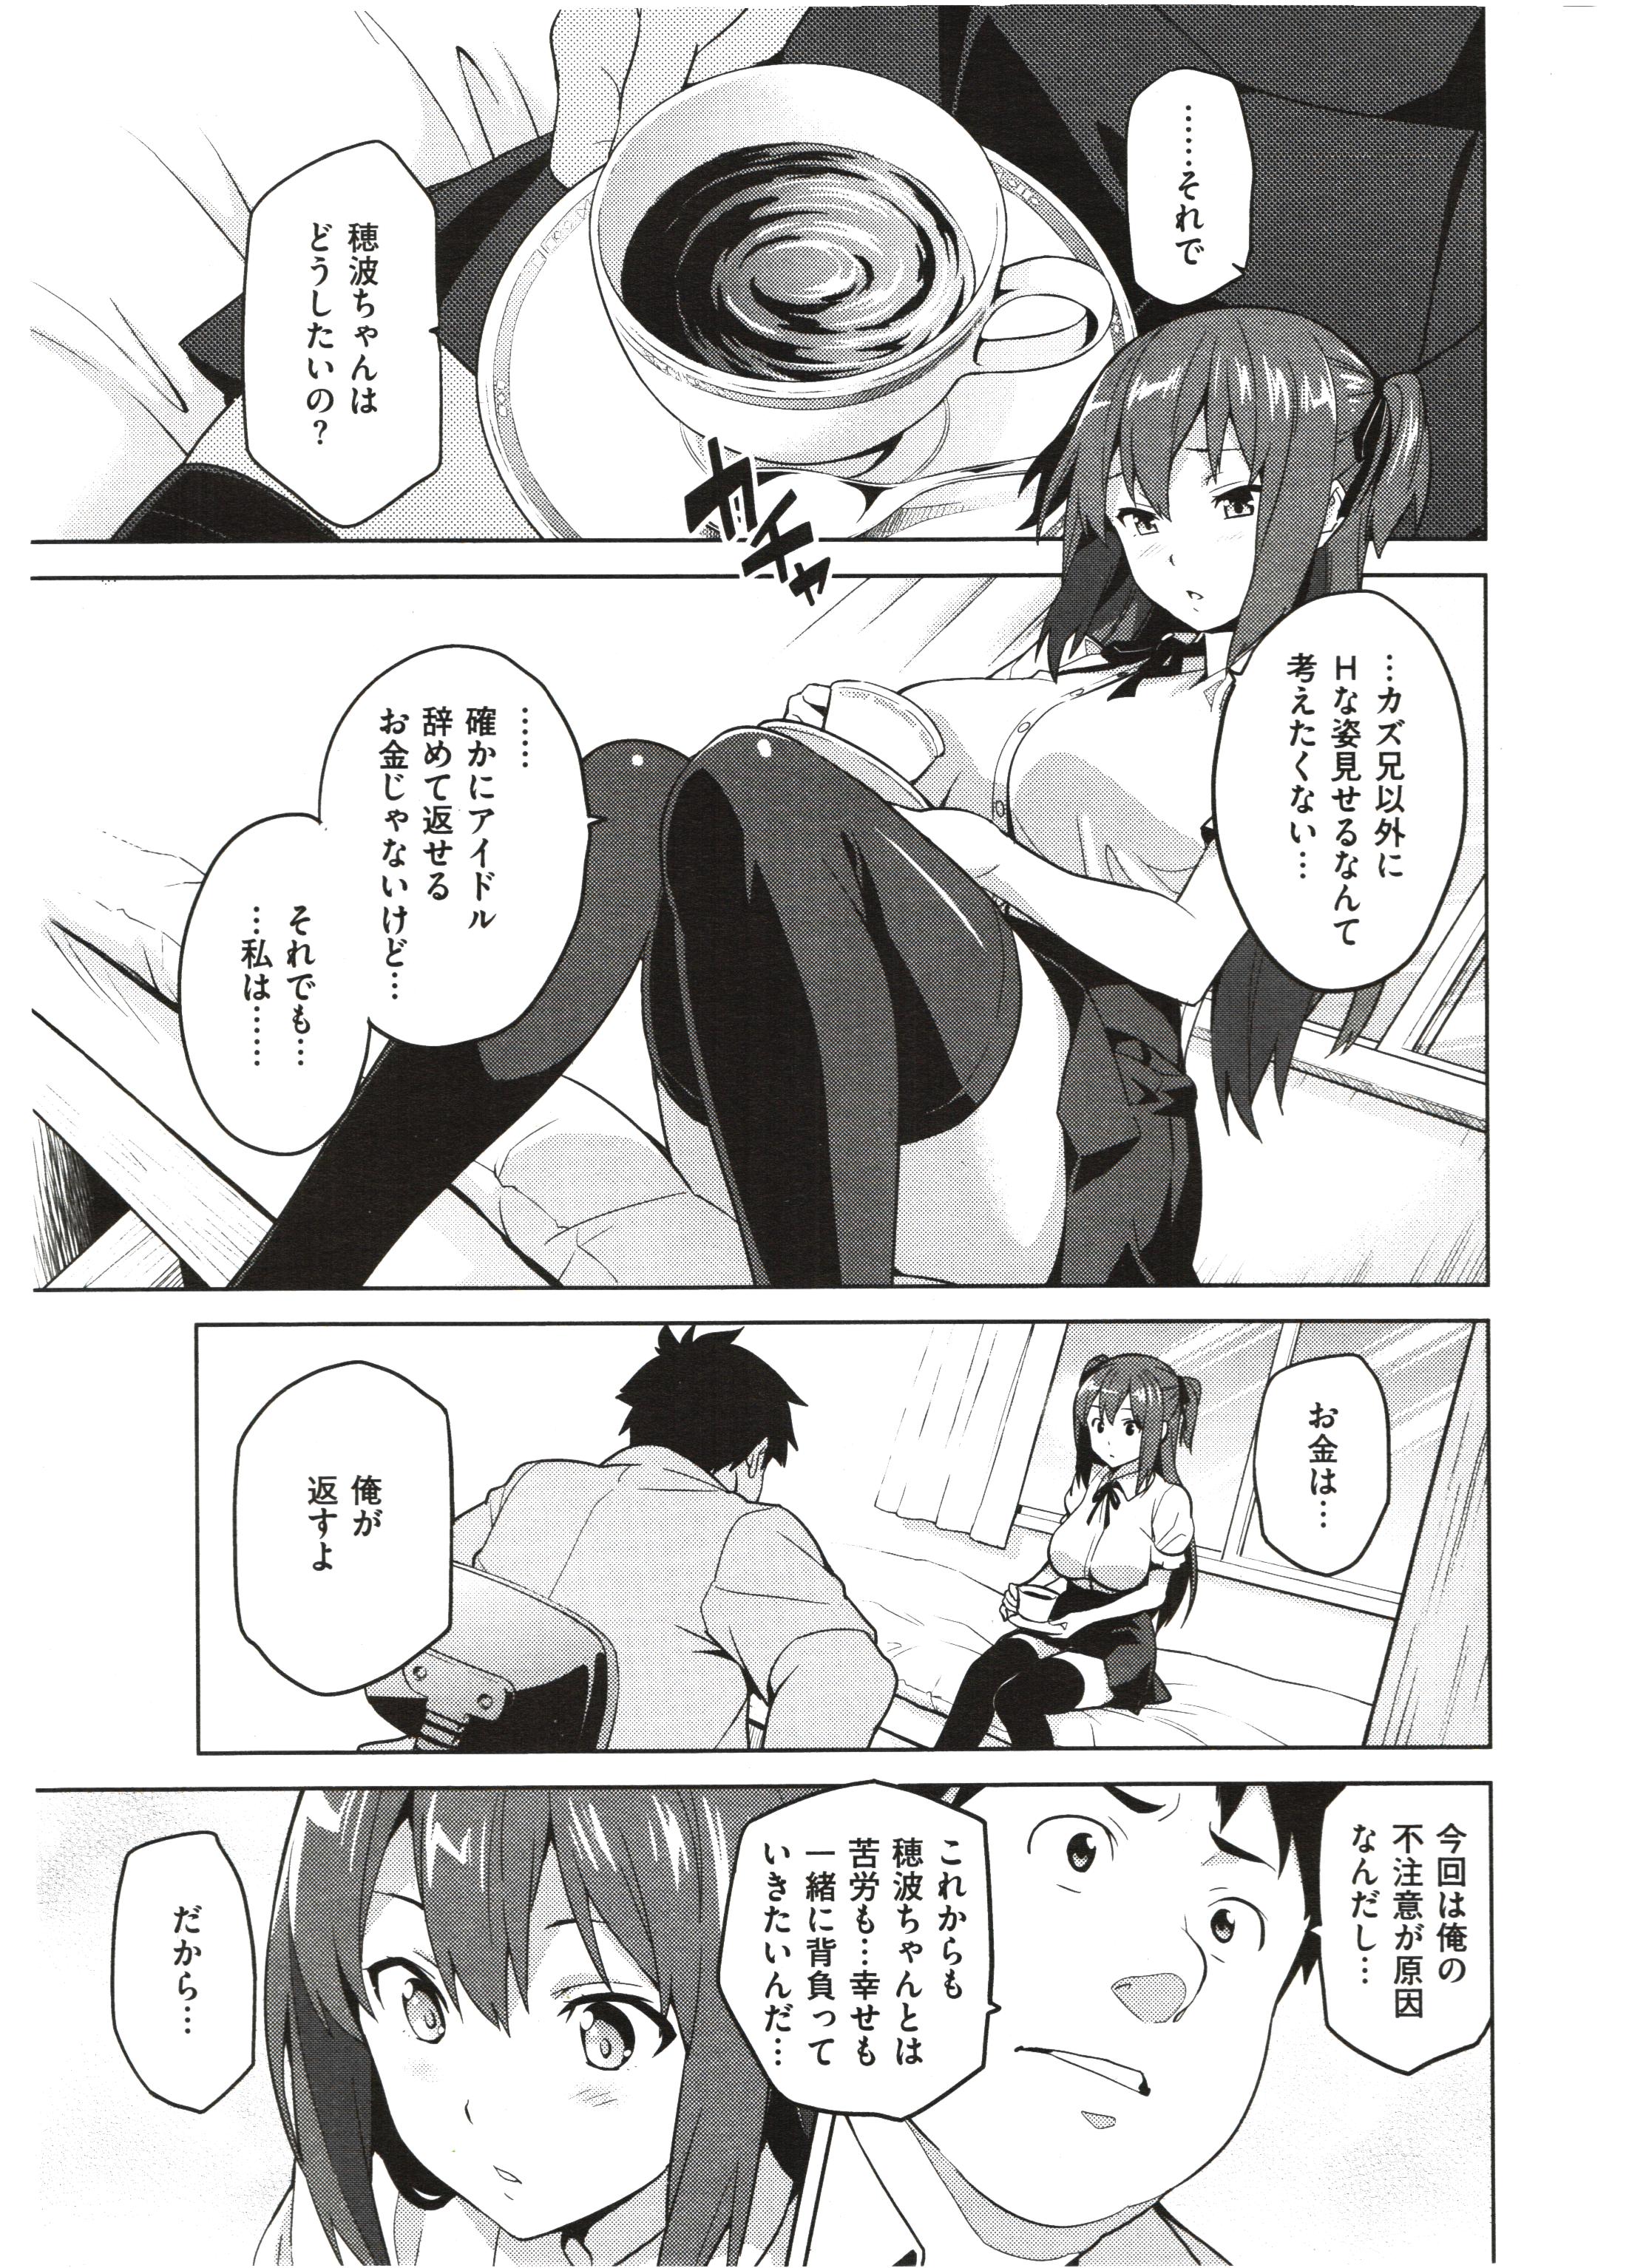 ……それで
穂波ちゃんは
どうしたいの？
ガチャ
…カズ兄以外に
Hな姿見せるなんて
考えたくない…
……
確かにアイドル
辞めて返せる
お金じゃないけど…
それでも…
…私は……
お金は…
俺が
返すよ
今回は俺の
不注意が原因
なんだし…
これからも
穂波ちゃんとは
苦労も…幸せも
一緒に背負って
いきたいんだ…
だから…